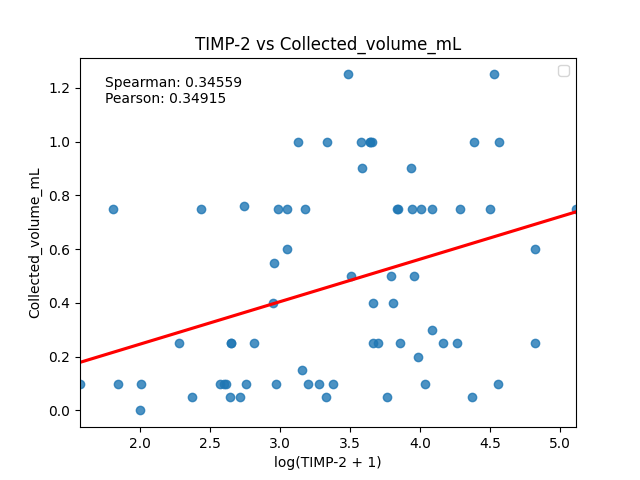 TIMP-2 vs Collected_volume_mL
Spearman: 0.34559
Pearson: 0.34915
Collected_volume_mL
1.2
1.0
0.8
0.6
0.4
0.2
0.0
2.0 2.5 3.0 3.5 4.0 4.5 5.0
log(TIMP-2 + 1)